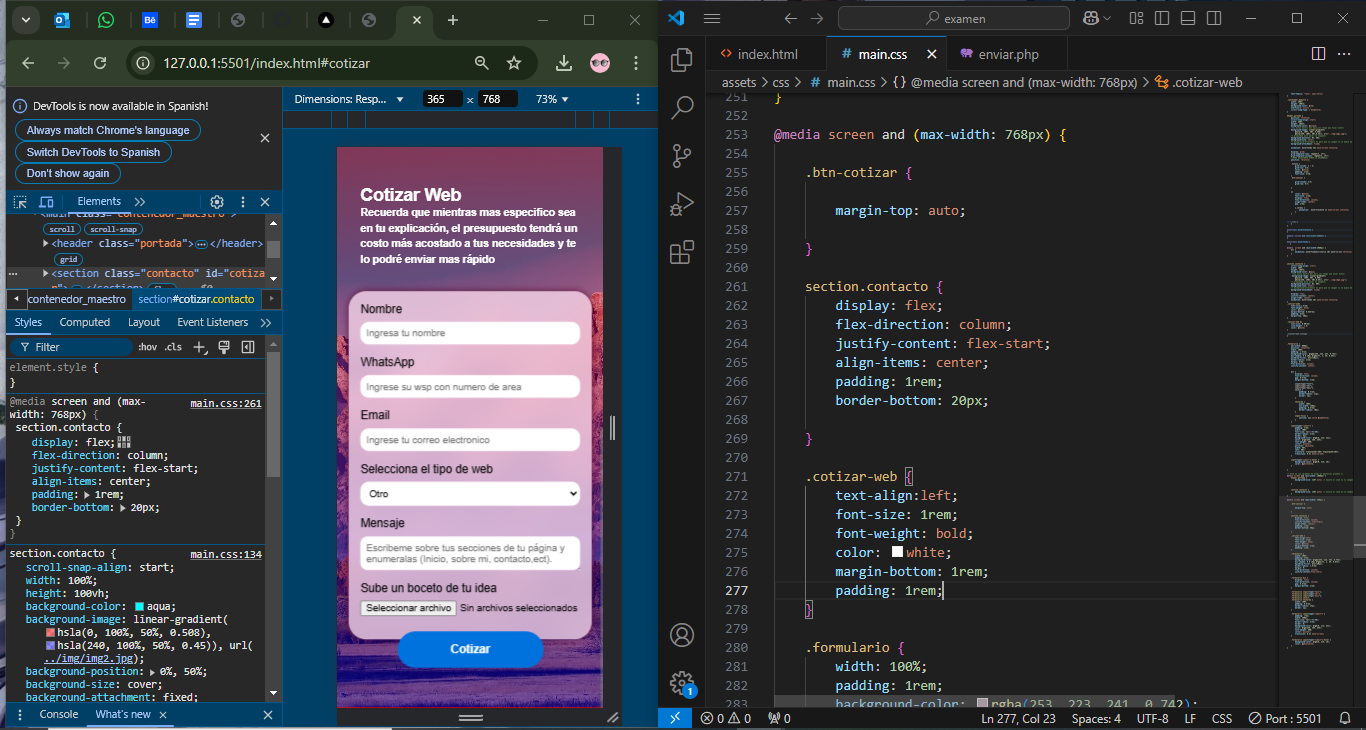 127.0.0.1:5501/index.html#cotizar
DevTools is now available in Spanish!
Always match Chrome's language
Switch DevTools to Spanish
Don't show again
Elements
scroll
scroll-snap
<header class="portada"> </header>
grid
<section class="contacto" id="cotiza
contenedor_maestro
section#cotizar.contacto
Styles Computed Layout Event Listeners
Filter :hov .cls
element.style {
}
@media screen and (max-
width: 768px) {
main.css:261
section.contacto {
display: flex;
flex-direction: column;
justify-content: flex-start;
align-items: center;
padding: 1rem;
border-bottom: 20px;
}
}
section.contacto {
main.css:134
scroll-snap-align: start;
width: 100%;
height: 100vh;
background-color: aqua;
background-image: linear-gradient(
hsla(0, 100%, 50%, 0.508),
hsla(240, 100%, 50%, 0.45)), url(
../img/img2.jpg);
background-position: 0%, 50%;
background-size: cover;
background-attachment: fixed;
Console What's new
Dimensions: Resp... 365 x 768 73%
Cotizar Web
Recuerda que mientras mas especifico sea
en tu explicación, el presupuesto tendrá un
costo más acostado a tus necesidades y te
lo podré enviar mas rápido
Nombre
Ingresa tu nombre
WhatsApp
Ingrese su wsp con numero de area
Email
Ingrese tu correo electronico
Selecciona el tipo de web
Otro
Mensaje
Escribeme sobre tus secciones de tu página y
enumeralas (Inicio, sobre mi, contacto,ect).
Sube un boceto de tu idea
Seleccionar archivo Sin archivos seleccionados
Cotizar
examen
index.html
# main.css
enviar.php
assets > css > # main.css > { } @media screen and (max-width: 768px) > .cotizar-web
251 }
252
253 @media screen and (max-width: 768px) {
254
255 .btn-cotizar {
256
257 margin-top: auto;
258
259 }
260
261 section.contacto {
262 display: flex;
263 flex-direction: column;
264 justify-content: flex-start;
265 align-items: center;
266 padding: 1rem;
267 border-bottom: 20px;
268
269 }
270
271 .cotizar-web {
272 text-align:left;
273 font-size: 1rem;
274 font-weight: bold;
275 color: white;
276 margin-bottom: 1rem;
277 padding: 1rem;
278 }
279
280 .formulario {
281 width: 100%;
282 padding: 1rem;
283 background-color: rgba(253, 223, 241, 0.742);
1
0 0 0
Ln 277, Col 23 Spaces: 4 UTF-8 LF CSS Port : 5501